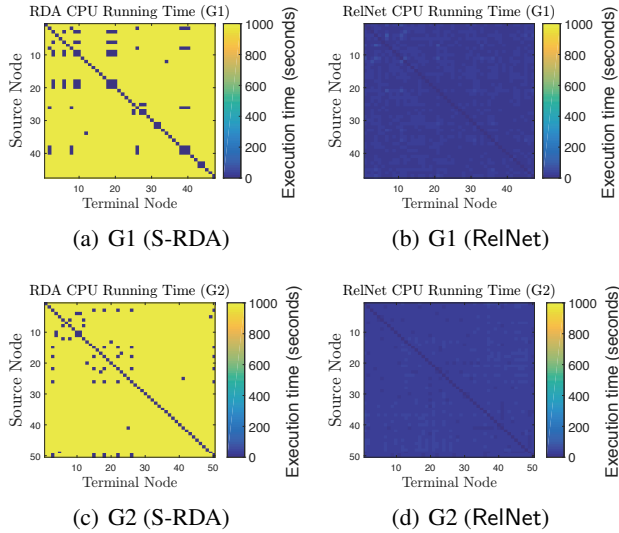 RDA CPU Running Time (G1)
Source Node
10
20
30
40
10 20 30 40
Terminal Node
1000
800
600
400
200
0
Execution time (seconds)
(a) G1 (S-RDA)
RelNet CPU Running Time (G1)
Source Node
10
20
30
40
10 20 30 40
Terminal Node
1000
800
600
400
200
0
Execution time (seconds)
(b) G1 (RelNet)
RDA CPU Running Time (G2)
Source Node
10
20
30
40
50
10 20 30 40 50
Terminal Node
1000
800
600
400
200
0
Execution time (seconds)
(c) G2 (S-RDA)
RelNet CPU Running Time (G2)
Source Node
10
20
30
40
50
10 20 30 40 50
Terminal Node
1000
800
600
400
200
0
Execution time (seconds)
(d) G2 (RelNet)